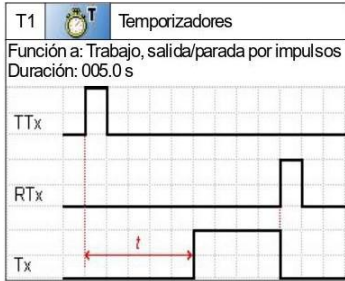 T1 T Temporizadores
Función a: Trabajo, salida/parada por impulsos
Duración: 005.0 s
TTx
RTx
t
Tx